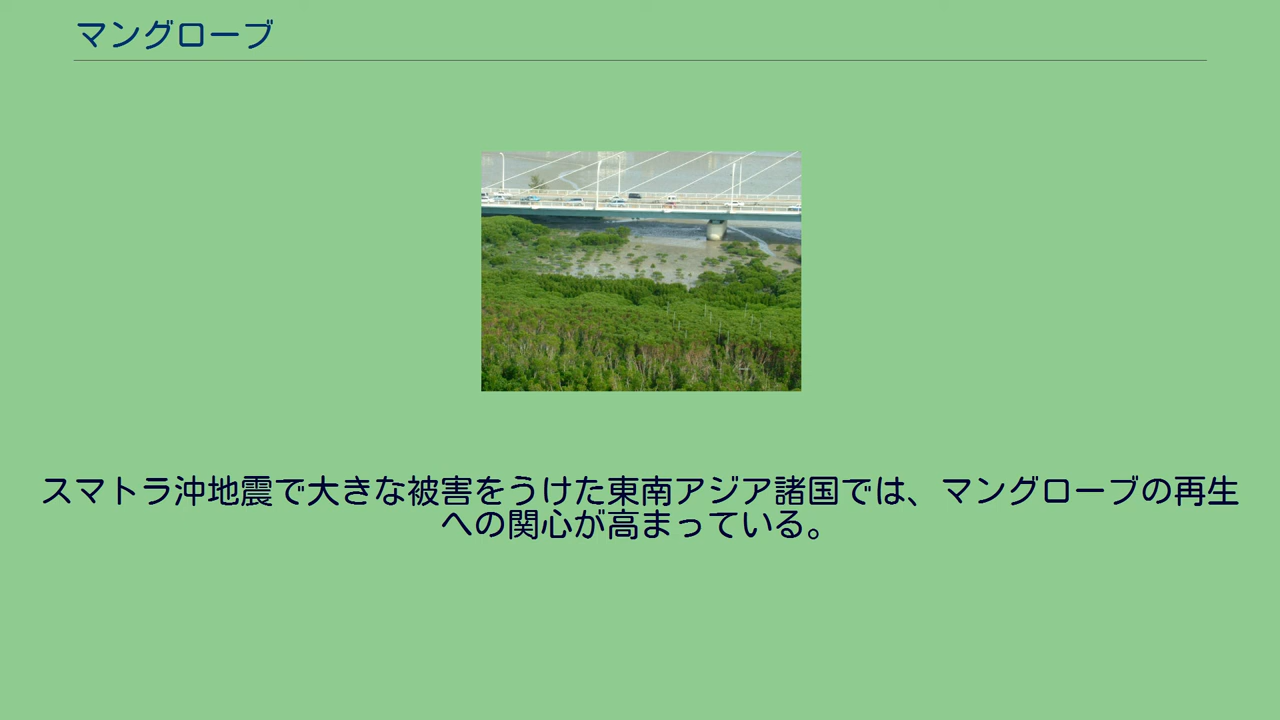 マングローブ
スマトラ沖地震で大きな被害をうけた東南アジア諸国では、マングローブの再生
への関心が高まっている。